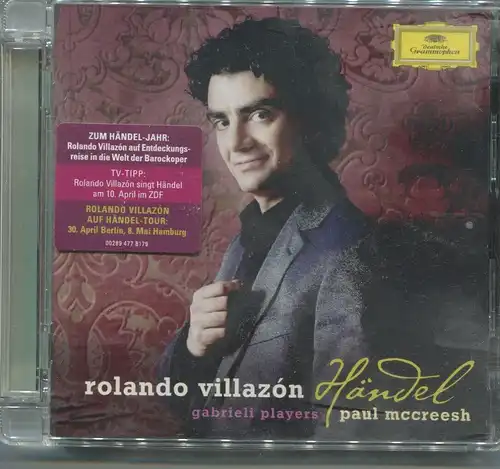 Deutsche
Grammophon
ZUM HÄNDEL-JAHR:
Rolando Villazón auf Entdeckungs-
reise in die Welt der Barockoper
TV-TIPP:
Rolando Villazón singt Händel
am 10. April im ZDF
ROLANDO VILLAZÓN
AUF HÄNDEL-TOUR:
30. April Berlin, 8. Mai Hamburg
00289 477 8179
rolando villazón Händel
gabrieli players paul mccreesh